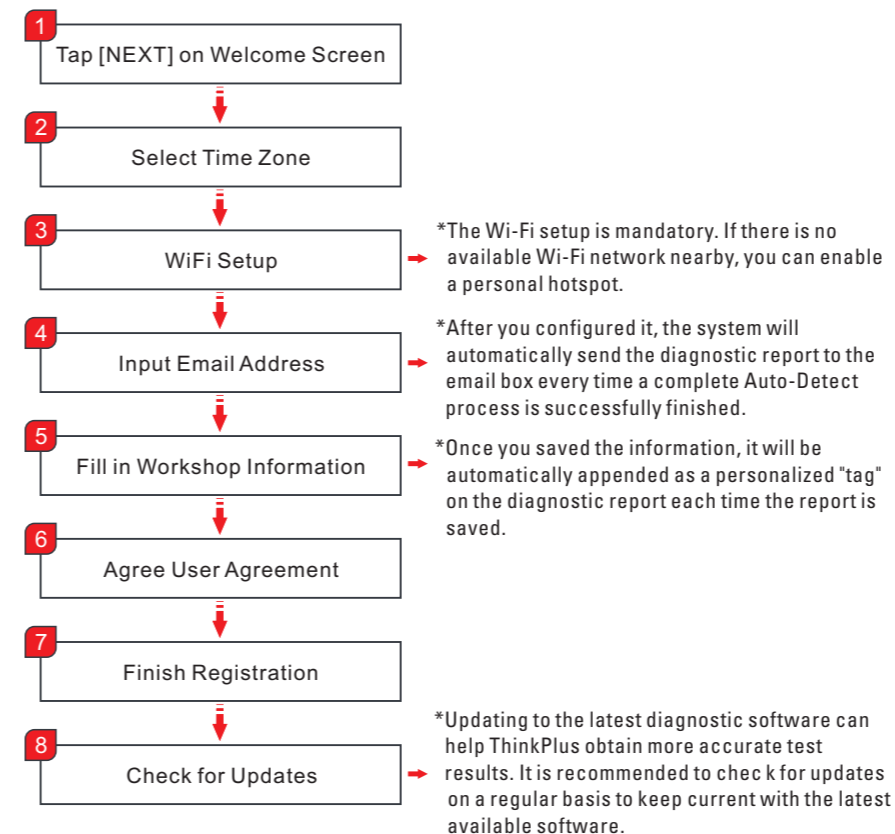 1
Tap [NEXT] on Welcome Screen
2
Select Time Zone
3
WiFi Setup
*The Wi-Fi setup is mandatory. If there is no
available Wi-Fi network nearby, you can enable
a personal hotspot.
4
Input Email Address
*After you configured it, the system will
automatically send the diagnostic report to the
email box every time a complete Auto-Detect
process is successfully finished.
5
Fill in Workshop Information
*Once you saved the information, it will be
automatically appended as a personalized "tag"
on the diagnostic report each time the report is
saved.
6
Agree User Agreement
7
Finish Registration
8
Check for Updates
*Updating to the latest diagnostic software can
help ThinkPlus obtain more accurate test
results. It is recommended to chec k for updates
on a regular basis to keep current with the latest
available software.